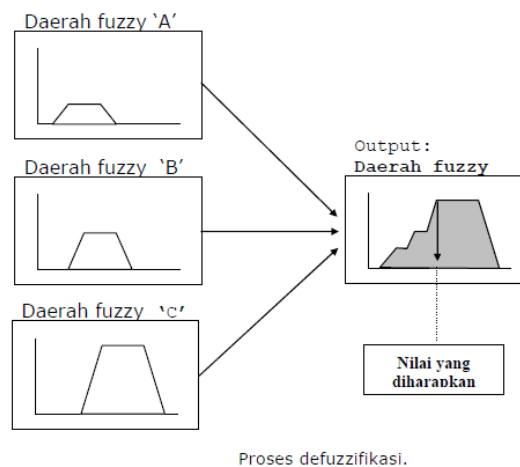 Daerah fuzzy ‘A’
Daerah fuzzy ‘B’
Daerah fuzzy ‘C’
Output:
Daerah fuzzy
Nilai yang
diharapkan
Proses defuzzifikasi.